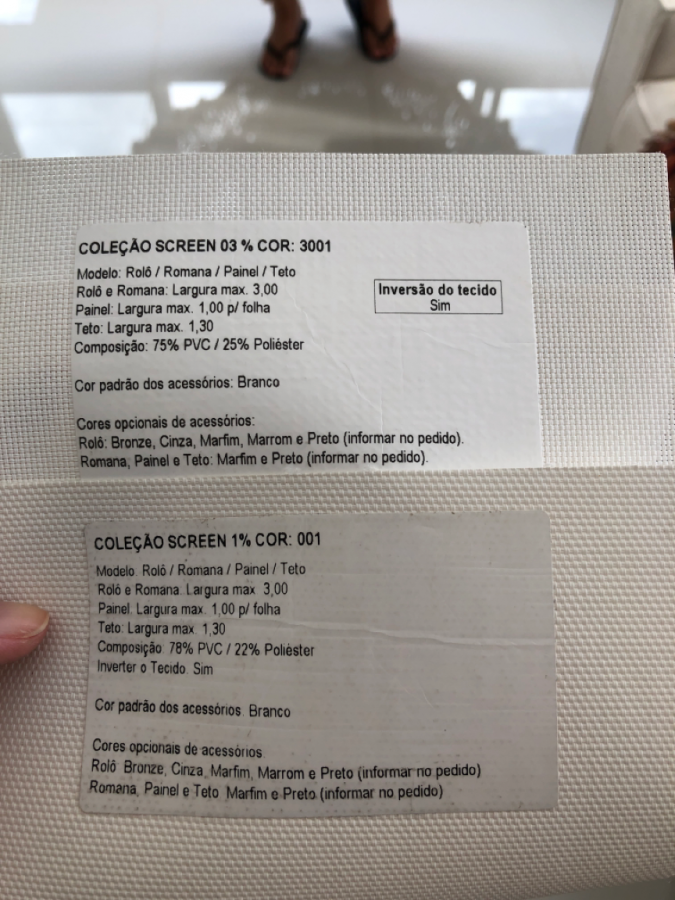 COLEÇÃO SCREEN 03 % COR: 3001
Modelo: Rolô / Romana / Painel / Teto
Rolô e Romana: Largura max. 3,00
Painel: Largura max. 1,00 p/ folha
Teto: Largura max. 1,30
Composição: 75% PVC / 25% Poliéster
Inversão do tecido
Sim
Cor padrão dos acessórios: Branco
Cores opcionais de acessórios:
Rolô: Bronze, Cinza, Marfim, Marrom e Preto (informar no pedido).
Romana, Painel e Teto: Marfim e Preto (informar no pedido).
COLEÇÃO SCREEN 1% COR: 001
Modelo. Rolô / Romana / Painel / Teto
Rolô e Romana. Largura max. 3,00
Painel. Largura max. 1,00 p/ folha
Teto: Largura max. 1,30
Composição. 78% PVC / 22% Poliéster
Inverter o Tecido. Sim
Cor padrão dos acessórios. Branco
Cores opcionais de acessórios
Rolô. Bronze, Cinza, Marfim, Marrom e Preto (informar no pedido)
Romana, Painel e Teto. Marfim e Preto (informar no pedido)